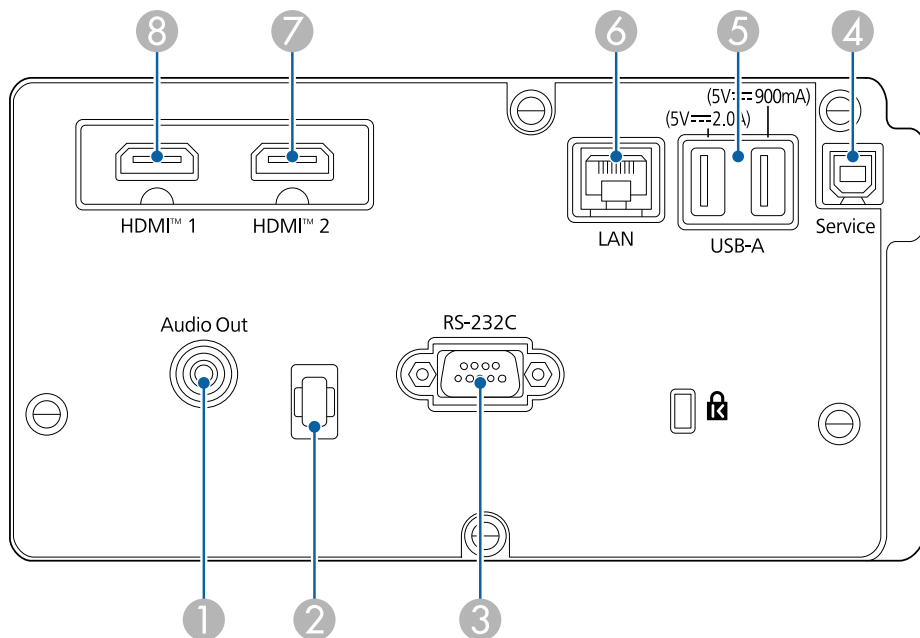 8 7 6 5 4
(5V⎓900mA)
(5V⎓2.0A)
HDMI™ 1
HDMI™ 2
LAN
USB-A
Service
Audio Out
RS-232C
K
1 2 3